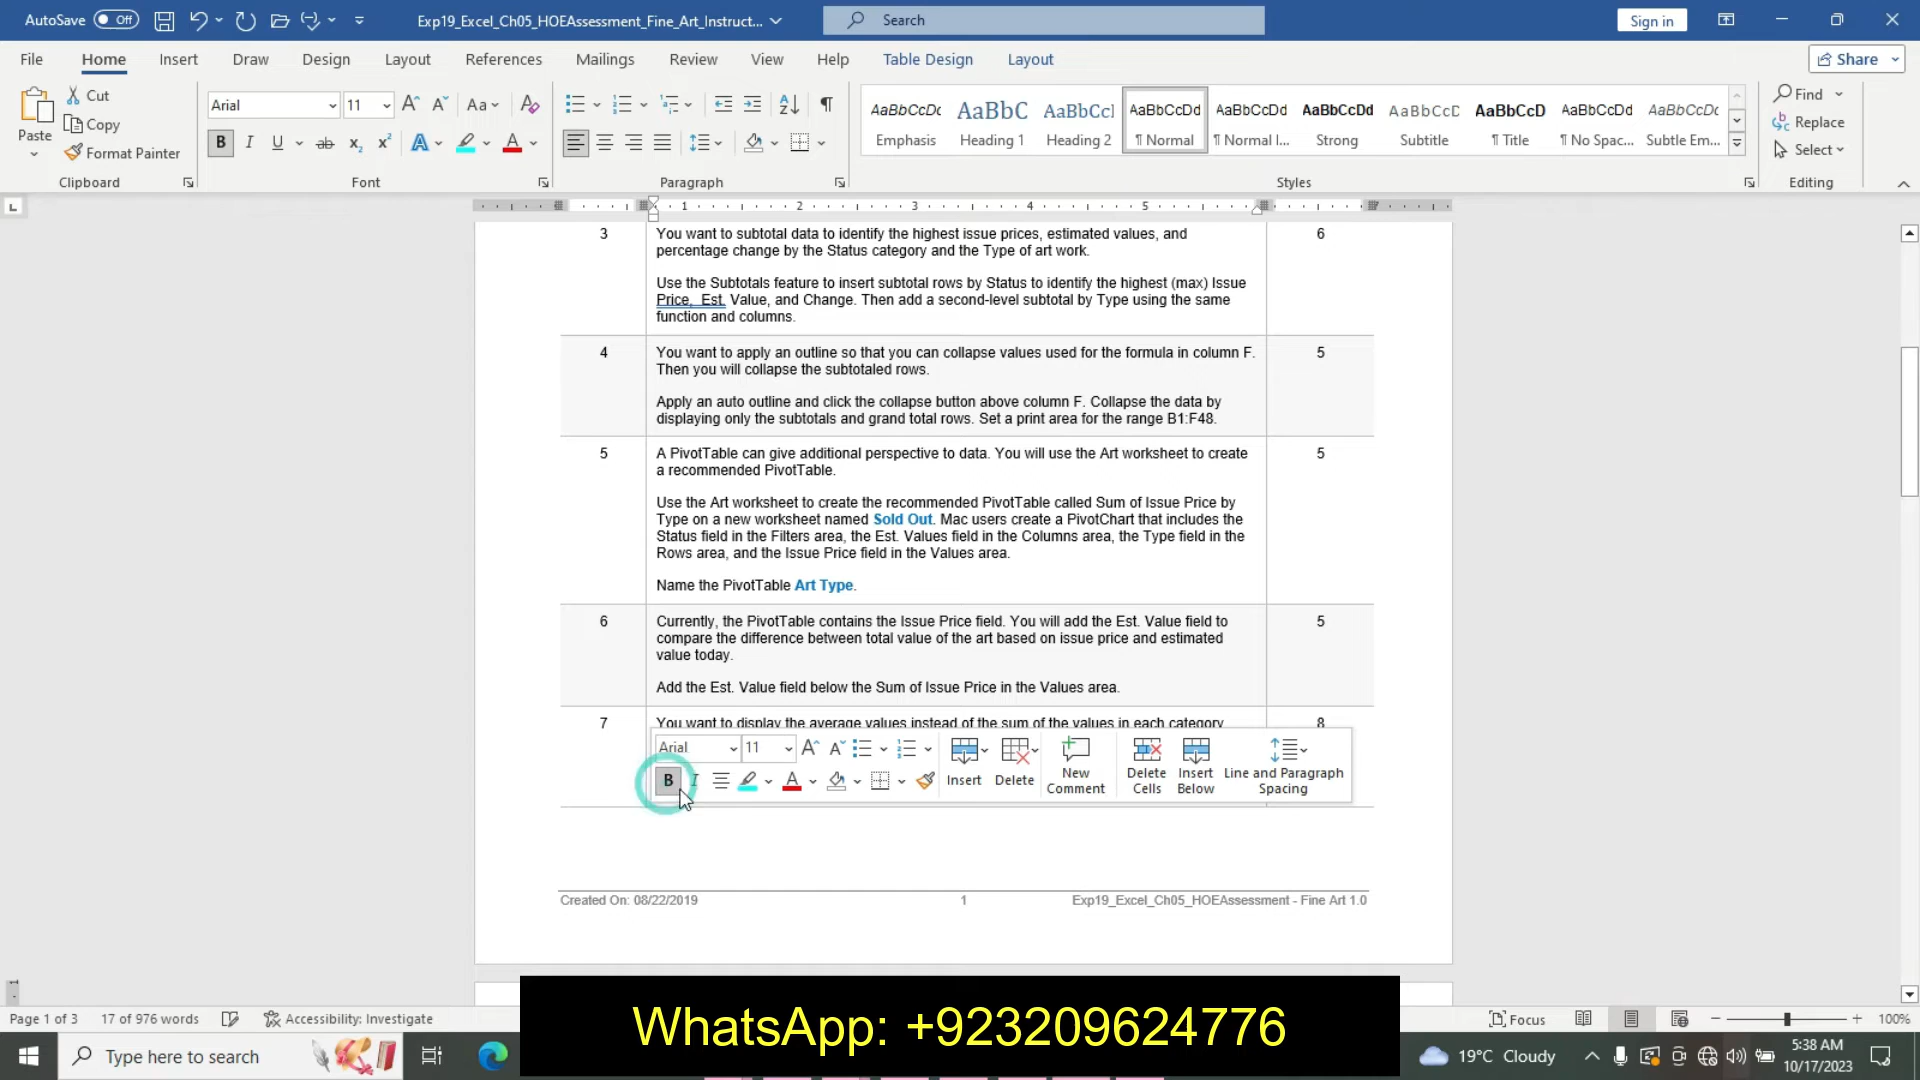 AutoSave Off
Exp19_Excel_Ch05_HOEAssessment_Fine_Art_Instruct...
Search
Sign in
File Home Insert Draw Design Layout References Mailings Review View Help Table Design Layout
Share
Paste
Cut
Copy
Format Painter
Clipboard
Arial 11
Font
Paragraph
AaBbCcDc Emphasis
AaBbC Heading 1
AaBbCcI Heading 2
AaBbCcDd ¶ Normal
AaBbCcDd ¶ Normal I...
AaBbCcDd Strong
AaBbCcD Subtitle
AaBbCcD ¶ Title
AaBbCcDd ¶ No Spac...
AaBbCcDc Subtle Em...
Styles
Find
Replace
Select
Editing
1 2 3 4 5
3
You want to subtotal data to identify the highest issue prices, estimated values, and
percentage change by the Status category and the Type of art work.
Use the Subtotals feature to insert subtotal rows by Status to identify the highest (max) Issue
Price, Est. Value, and Change. Then add a second-level subtotal by Type using the same
function and columns.
6
4
You want to apply an outline so that you can collapse values used for the formula in column F.
Then you will collapse the subtotaled rows.
Apply an auto outline and click the collapse button above column F. Collapse the data by
displaying only the subtotals and grand total rows. Set a print area for the range B1:F48.
5
5
A PivotTable can give additional perspective to data. You will use the Art worksheet to create
a recommended PivotTable.
Use the Art worksheet to create the recommended PivotTable called Sum of Issue Price by
Type on a new worksheet named Sold Out. Mac users create a PivotChart that includes the
Status field in the Filters area, the Est. Values field in the Columns area, the Type field in the
Rows area, and the Issue Price field in the Values area.
Name the PivotTable Art Type.
5
6
Currently, the PivotTable contains the Issue Price field. You will add the Est. Value field to
compare the difference between total value of the art based on issue price and estimated
value today.
Add the Est. Value field below the Sum of Issue Price in the Values area.
5
7
You want to display the average values instead of the sum of the values in each category
8
Arial 11
Insert
Delete
New
Comment
Delete
Cells
Insert
Below
Line and Paragraph
Spacing
Created On: 08/22/2019
1
Exp19_Excel_Ch05_HOEAssessment - Fine Art 1.0
WhatsApp: +923209624776
Page 1 of 3 17 of 976 words Accessibility: Investigate
Focus 100%
Type here to search
19°C Cloudy
5:38 AM
10/17/2023